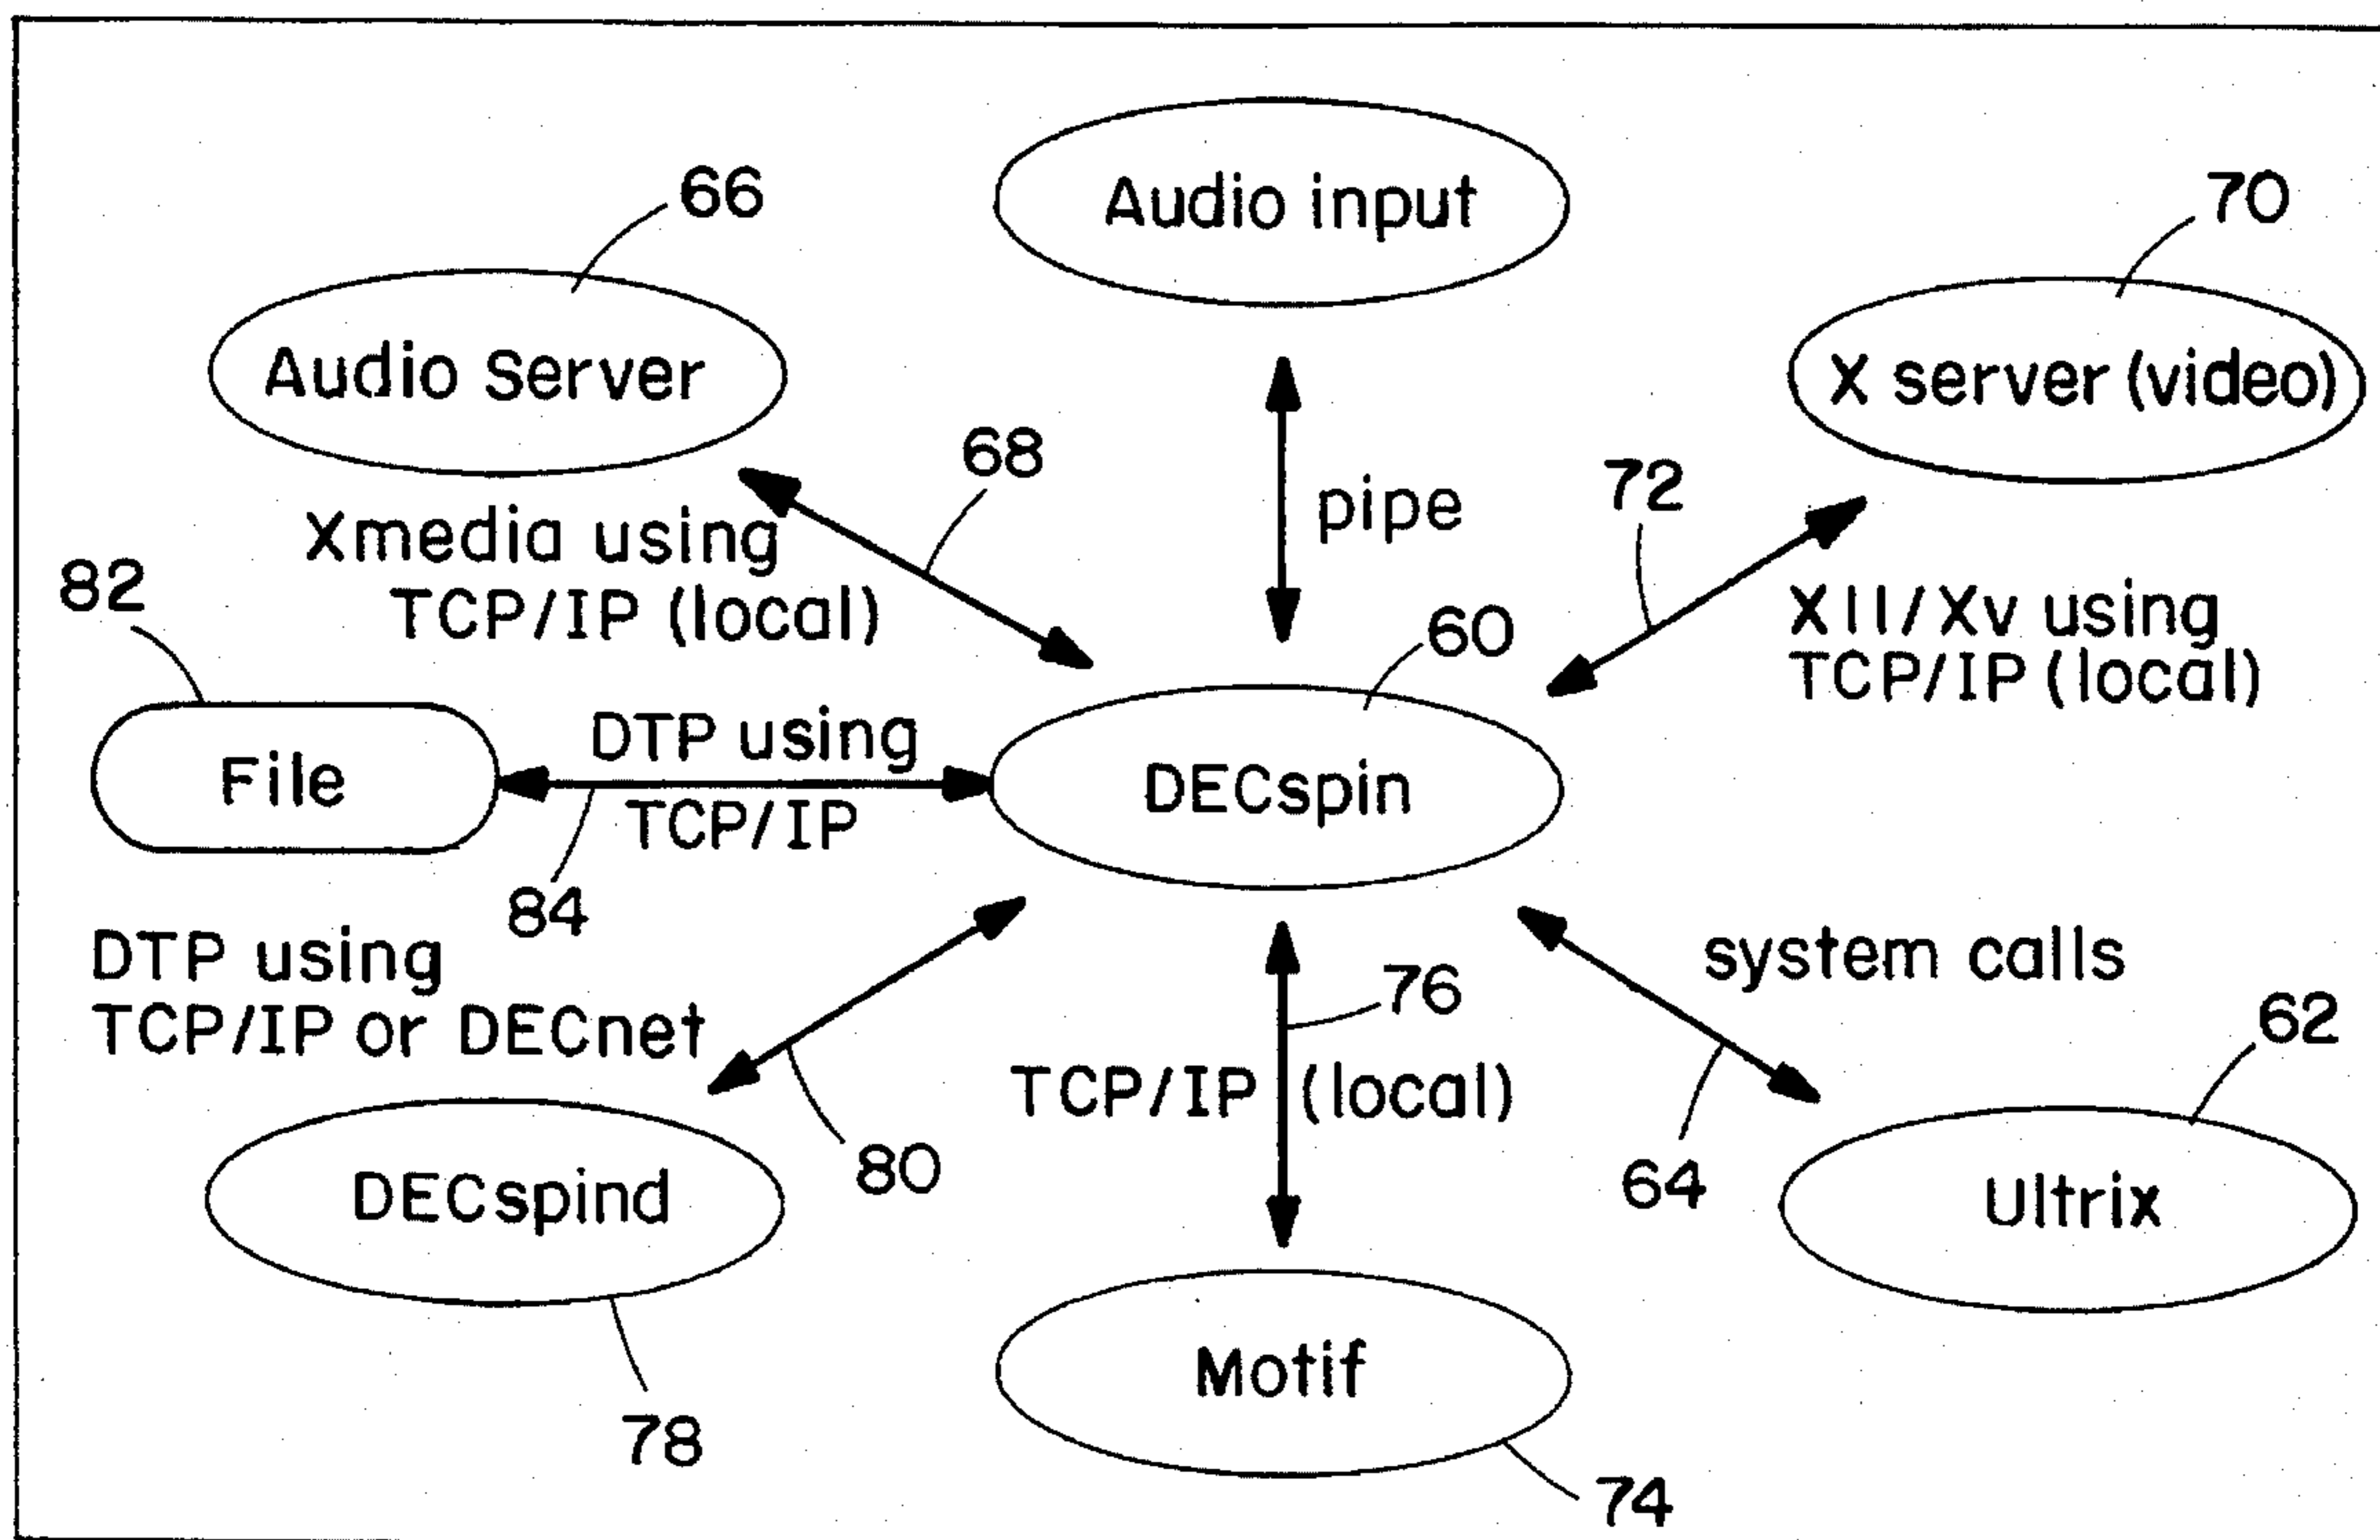 Audio input
66
70
Audio Server
X server (video)
68
72
pipe
Xmedia using
TCP/IP (local)
82
X11/Xv using
TCP/IP (local)
60
File
DTP using
TCP/IP
DECspin
84
DTP using
TCP/IP or DECnet
system calls
76
62
TCP/IP (local)
80
64
DECspind
Ultrix
Motif
78
74